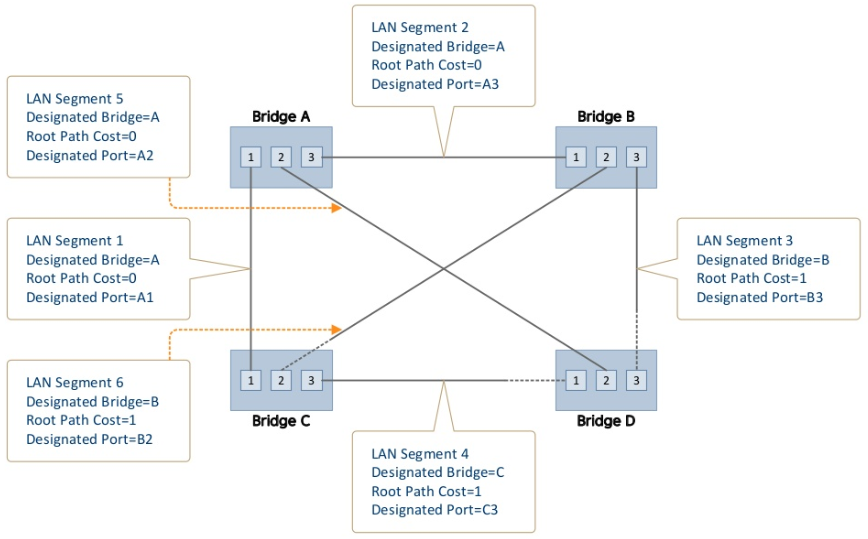 LAN Segment 2
Designated Bridge=A
Root Path Cost=0
Designated Port=A3
LAN Segment 5
Designated Bridge=A
Root Path Cost=0
Designated Port=A2
Bridge A
1 2 3
Bridge B
1 2 3
LAN Segment 1
Designated Bridge=A
Root Path Cost=0
Designated Port=A1
LAN Segment 3
Designated Bridge=B
Root Path Cost=1
Designated Port=B3
LAN Segment 6
Designated Bridge=B
Root Path Cost=1
Designated Port=B2
1 2 3
Bridge C
1 2 3
Bridge D
LAN Segment 4
Designated Bridge=C
Root Path Cost=1
Designated Port=C3